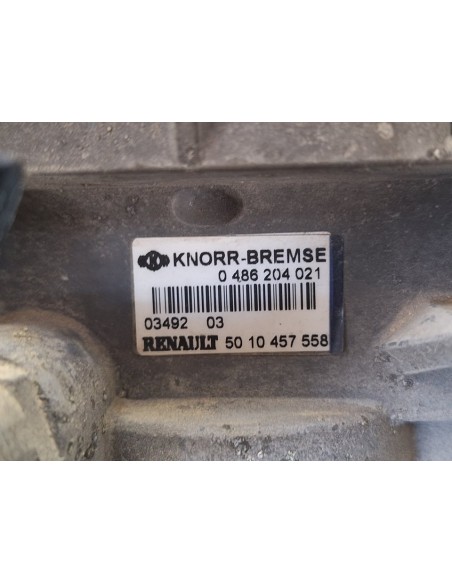 KNORR-BREMSE
0 486 204 021
03492 03
RENAULT 50 10 457 558